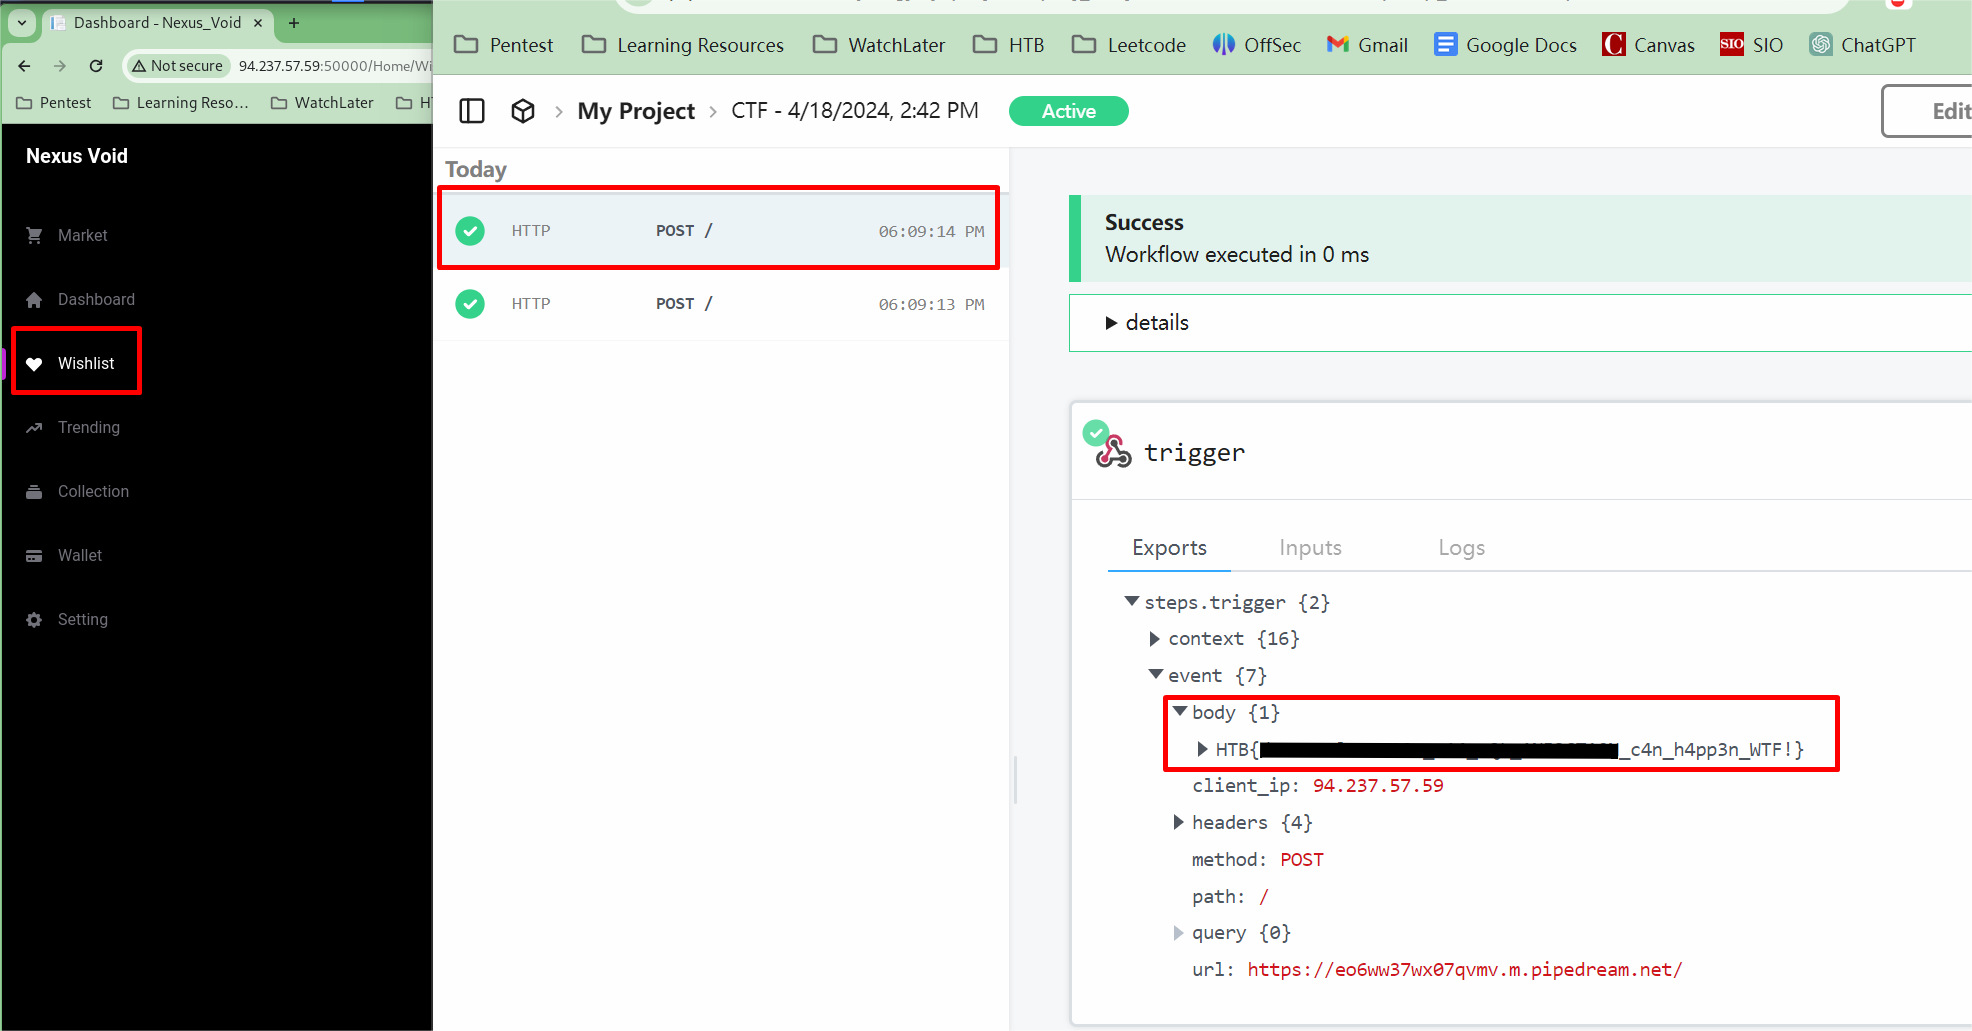 Dashboard - Nexus_Void
Not secure 94.237.57.59:50000/Home/Wi
Pentest Learning Reso... WatchLater
Nexus Void
Market
Dashboard
Wishlist
Trending
Collection
Wallet
Setting
Pentest Learning Resources WatchLater HTB Leetcode OffSec Gmail Google Docs Canvas SIO SIO ChatGPT
My Project CTF - 4/18/2024, 2:42 PM Active Edit
Today
HTTP POST / 06:09:14 PM
HTTP POST / 06:09:13 PM
Success
Workflow executed in 0 ms
details
trigger
Exports Inputs Logs
steps.trigger {2}
context {16}
event {7}
body {1}
HTB{ _c4n_h4pp3n_WTF!}
client_ip: 94.237.57.59
headers {4}
method: POST
path: /
query {0}
url: https://eo6ww37wx07qvmv.m.pipedream.net/